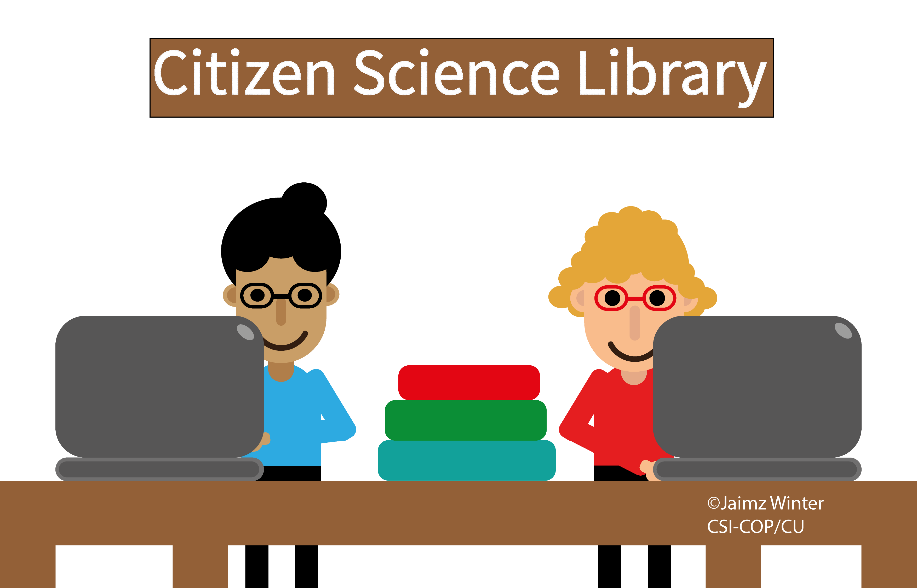 Citizen Science Library
©Jaimz Winter
CSI-COP/CU